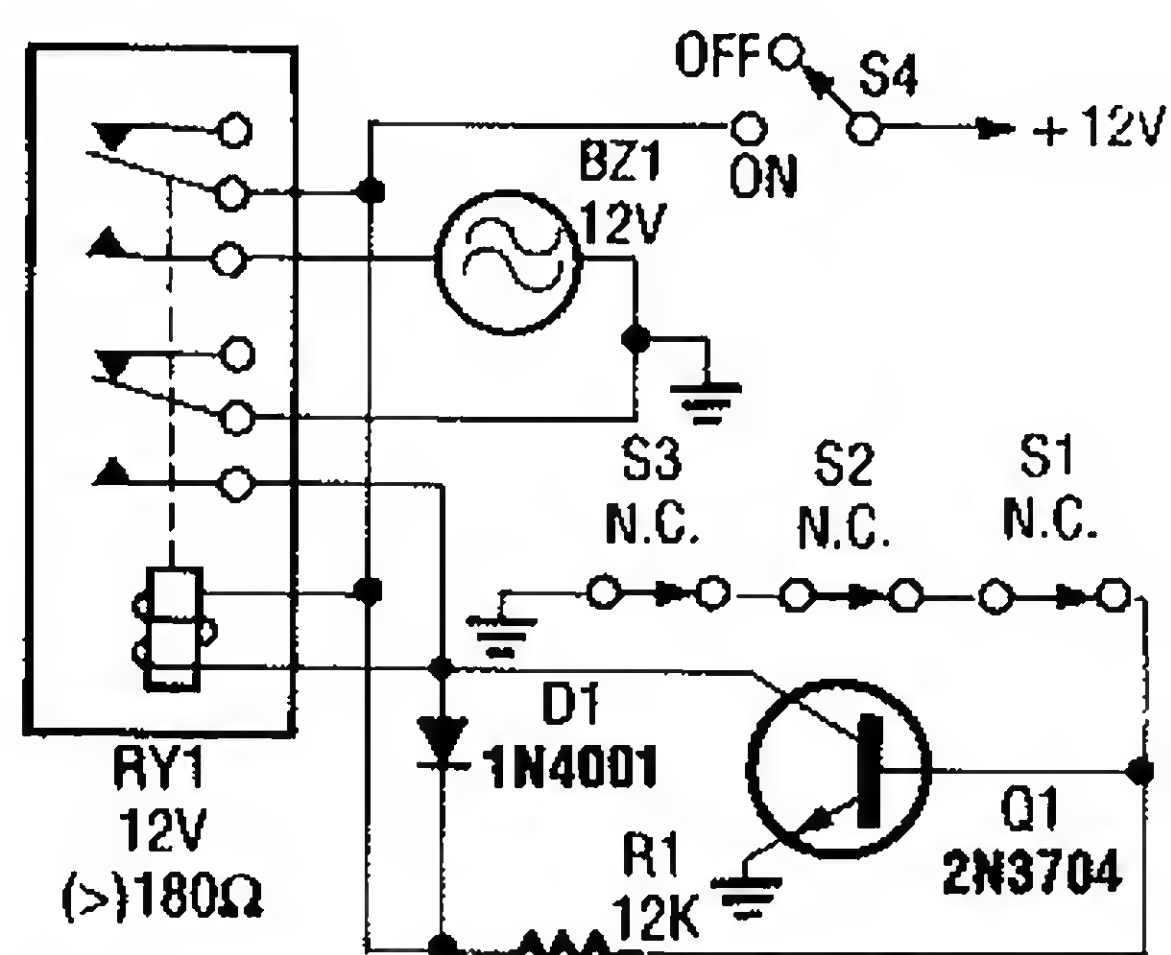 OFF
S4
+12V
ON
BZ1
12V
S3
N.C.
S2
N.C.
S1
N.C.
D1
1N4001
RY1
12V
(>)180Ω
R1
12K
Q1
2N3704